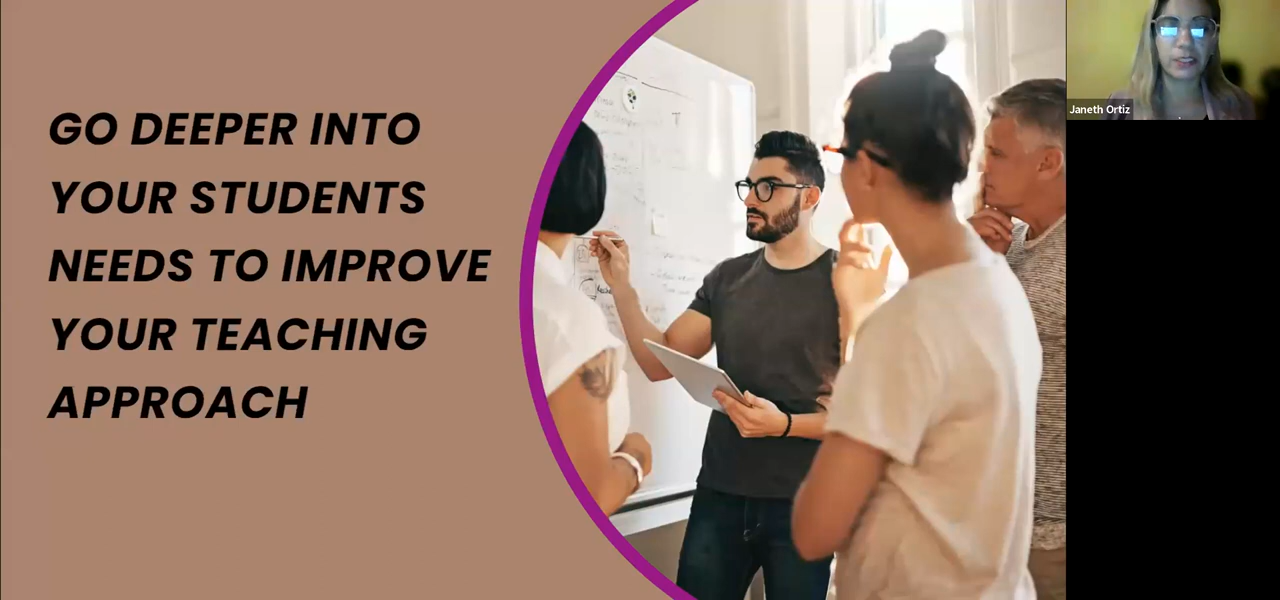 GO DEEPER INTO
YOUR STUDENTS
NEEDS TO IMPROVE
YOUR TEACHING
APPROACH
Janeth Ortiz